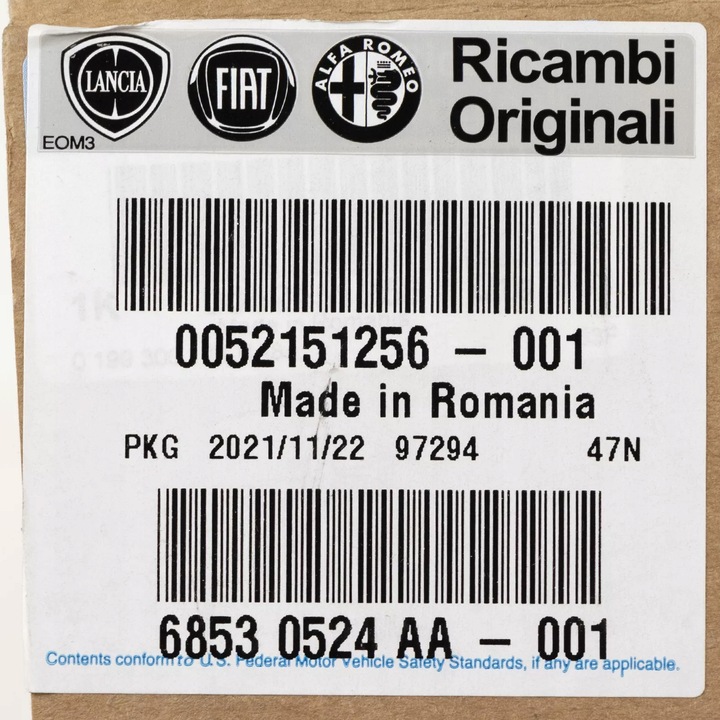 LANCIA
FIAT
ALFA ROMEO
Ricambi
Originali
EOM3
0052151256 – 001
Made in Romania
PKG 2021/11/22 97294 47N
6853 0524 AA – 001
Contents conform to U.S. Federal Motor Vehicle Safety Standards, if any are applicable.